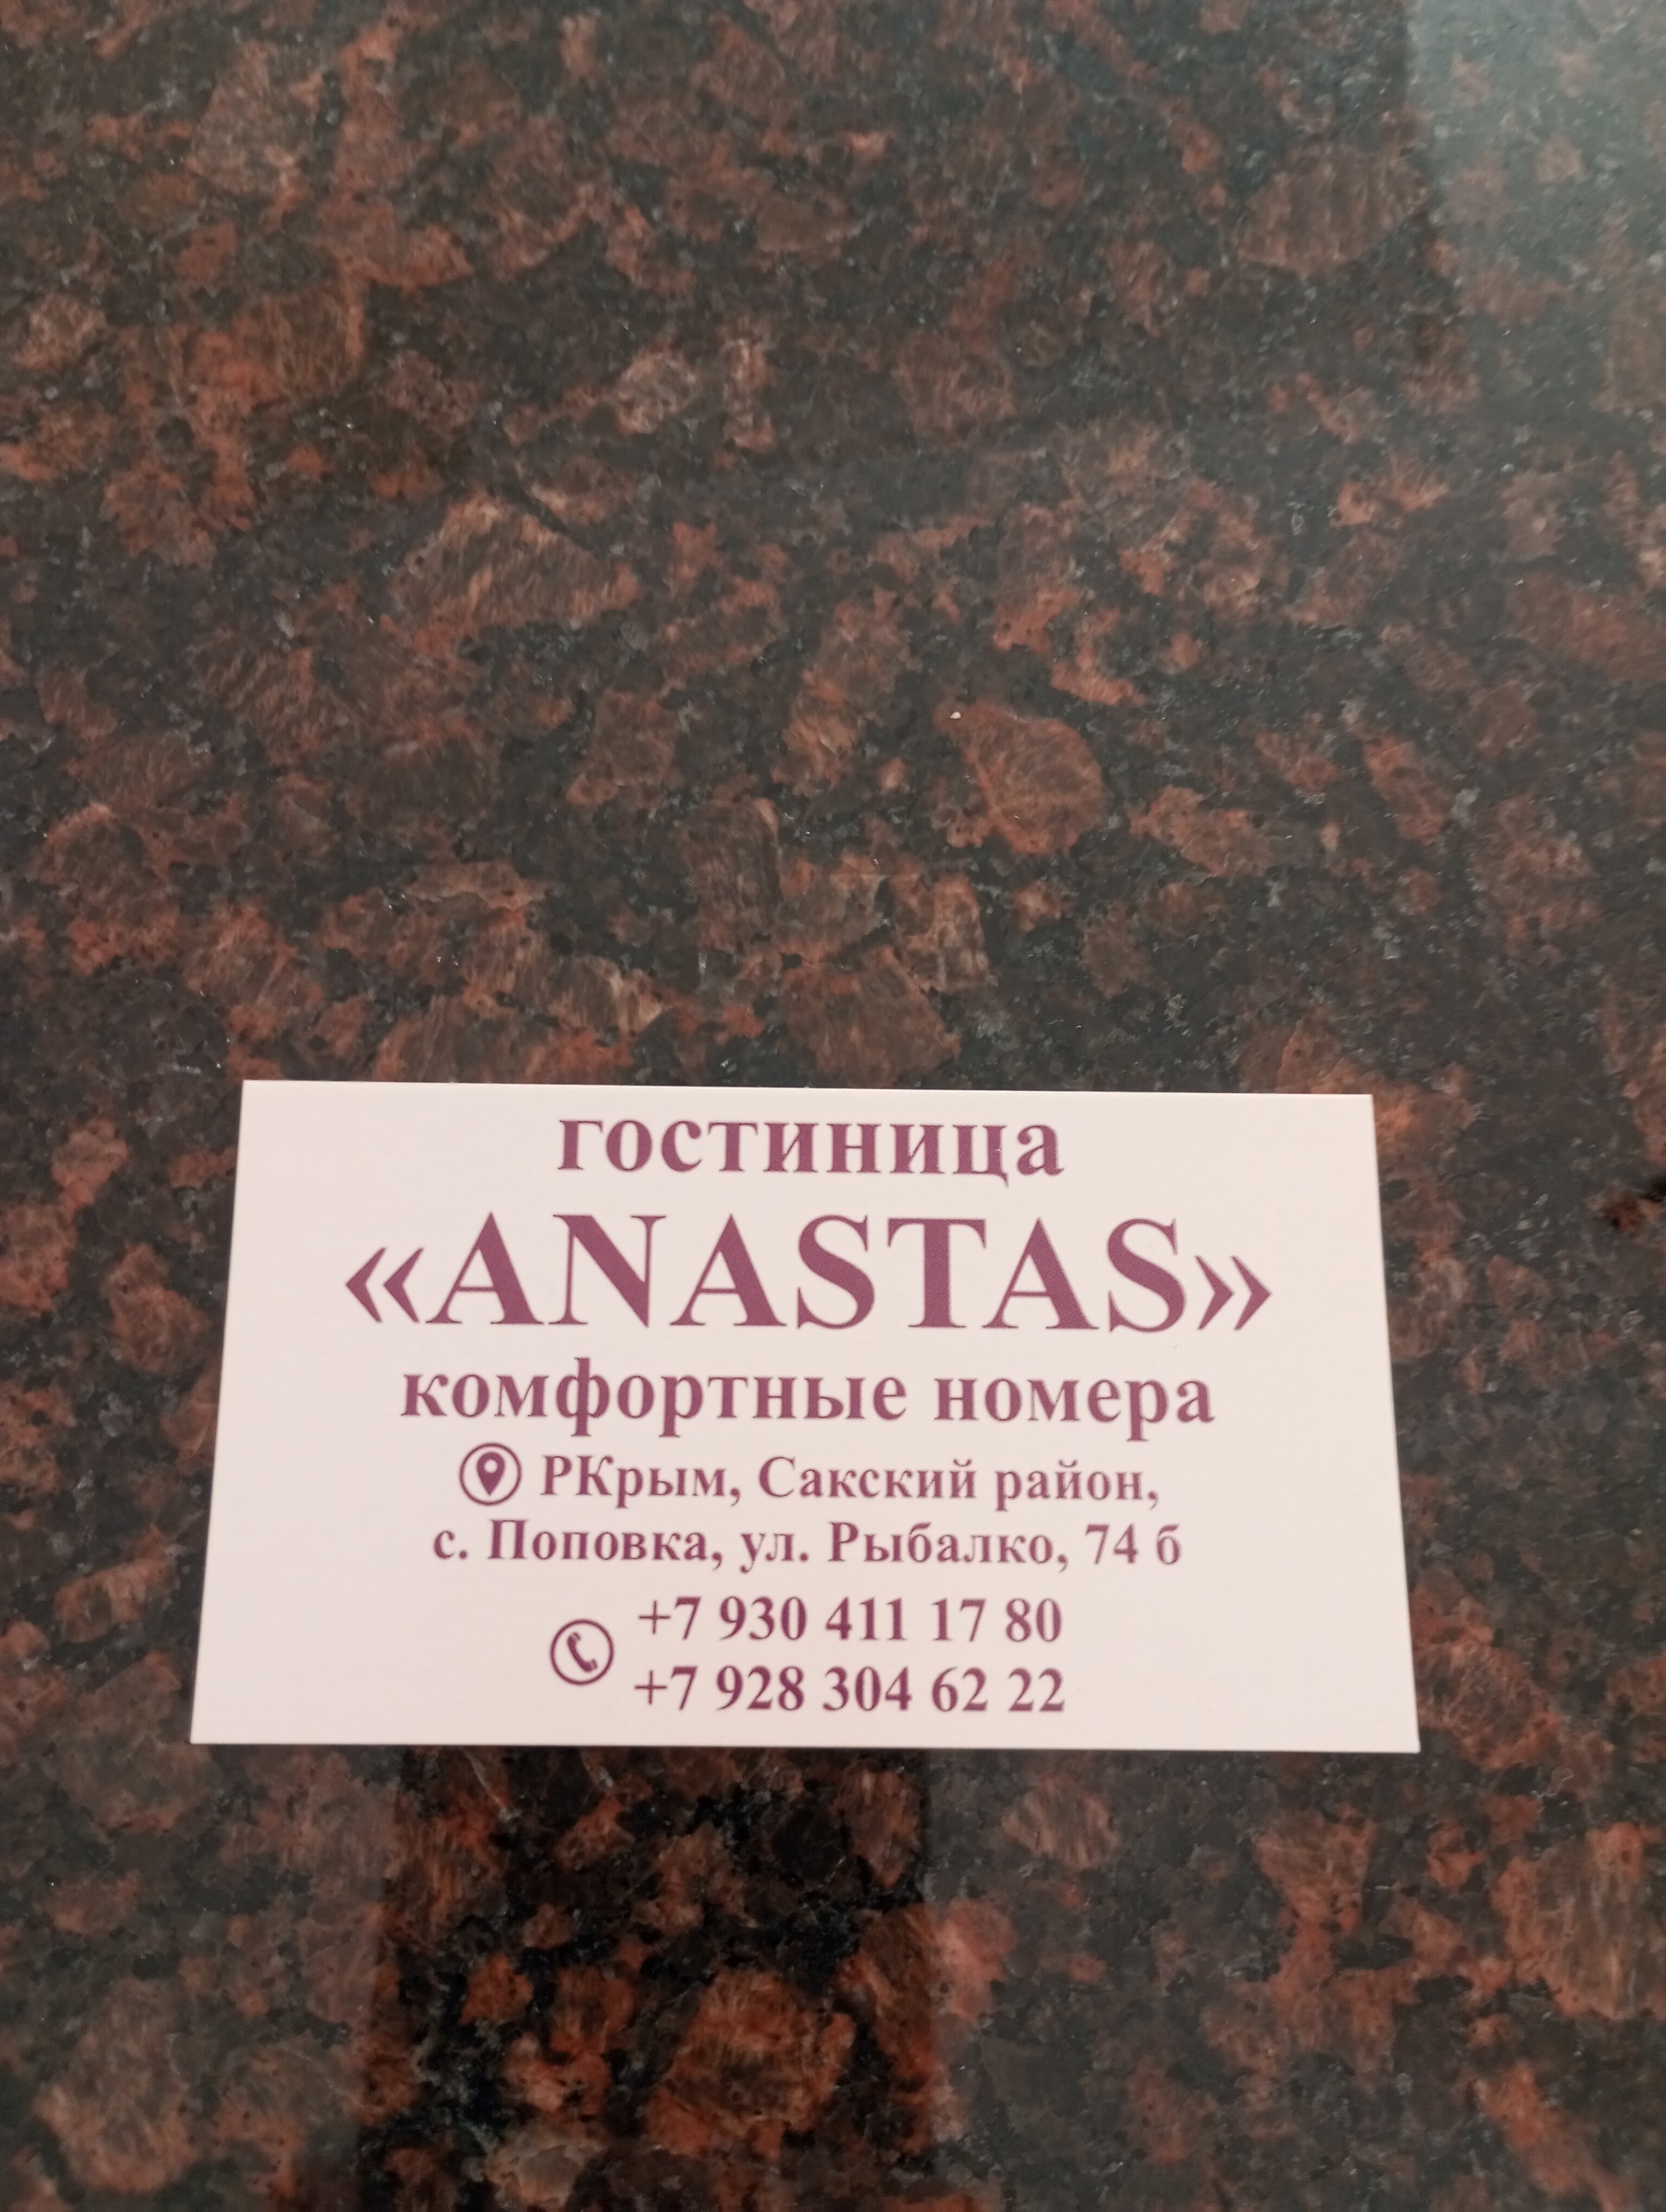 гостиница
«ANASTAS»
комфортные номера
РКрым, Сакский район,
с. Поповка, ул. Рыбалко, 74 б
+7 930 411 17 80
+7 928 304 62 22